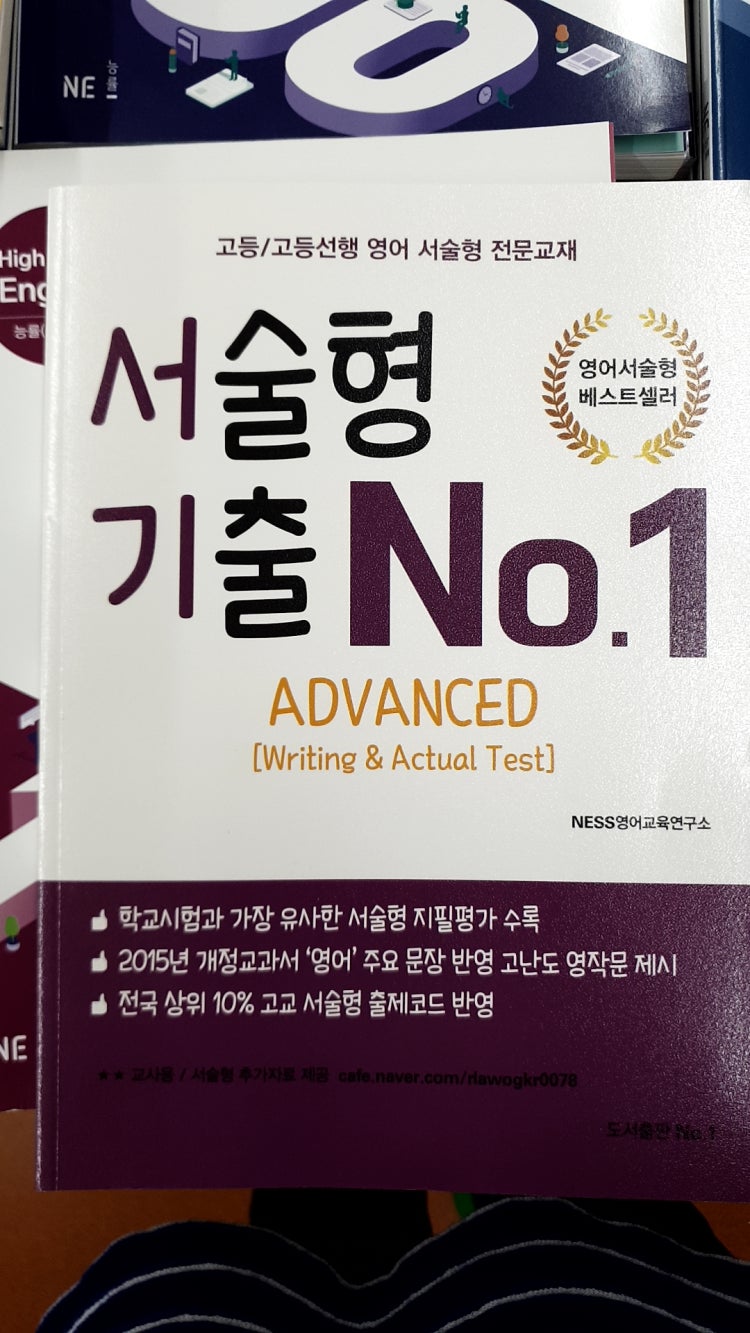 NE 능률
High
Eng
능률(
고등/고등선행 영어 서술형 전문교재
서술형
영어서술형
베스트셀러
기출 No.1
ADVANCED
[Writing & Actual Test]
NESS영어교육연구소
학교시험과 가장 유사한 서술형 지필평가 수록
2015년 개정교과서 '영어' 주요 문장 반영 고난도 영작문 제시
전국 상위 10% 고교 서술형 출제코드 반영
NE
★★ 교사용 / 서술형 추가자료 제공 cafe.naver.com/rlawogkr0078
도서출판 No.1